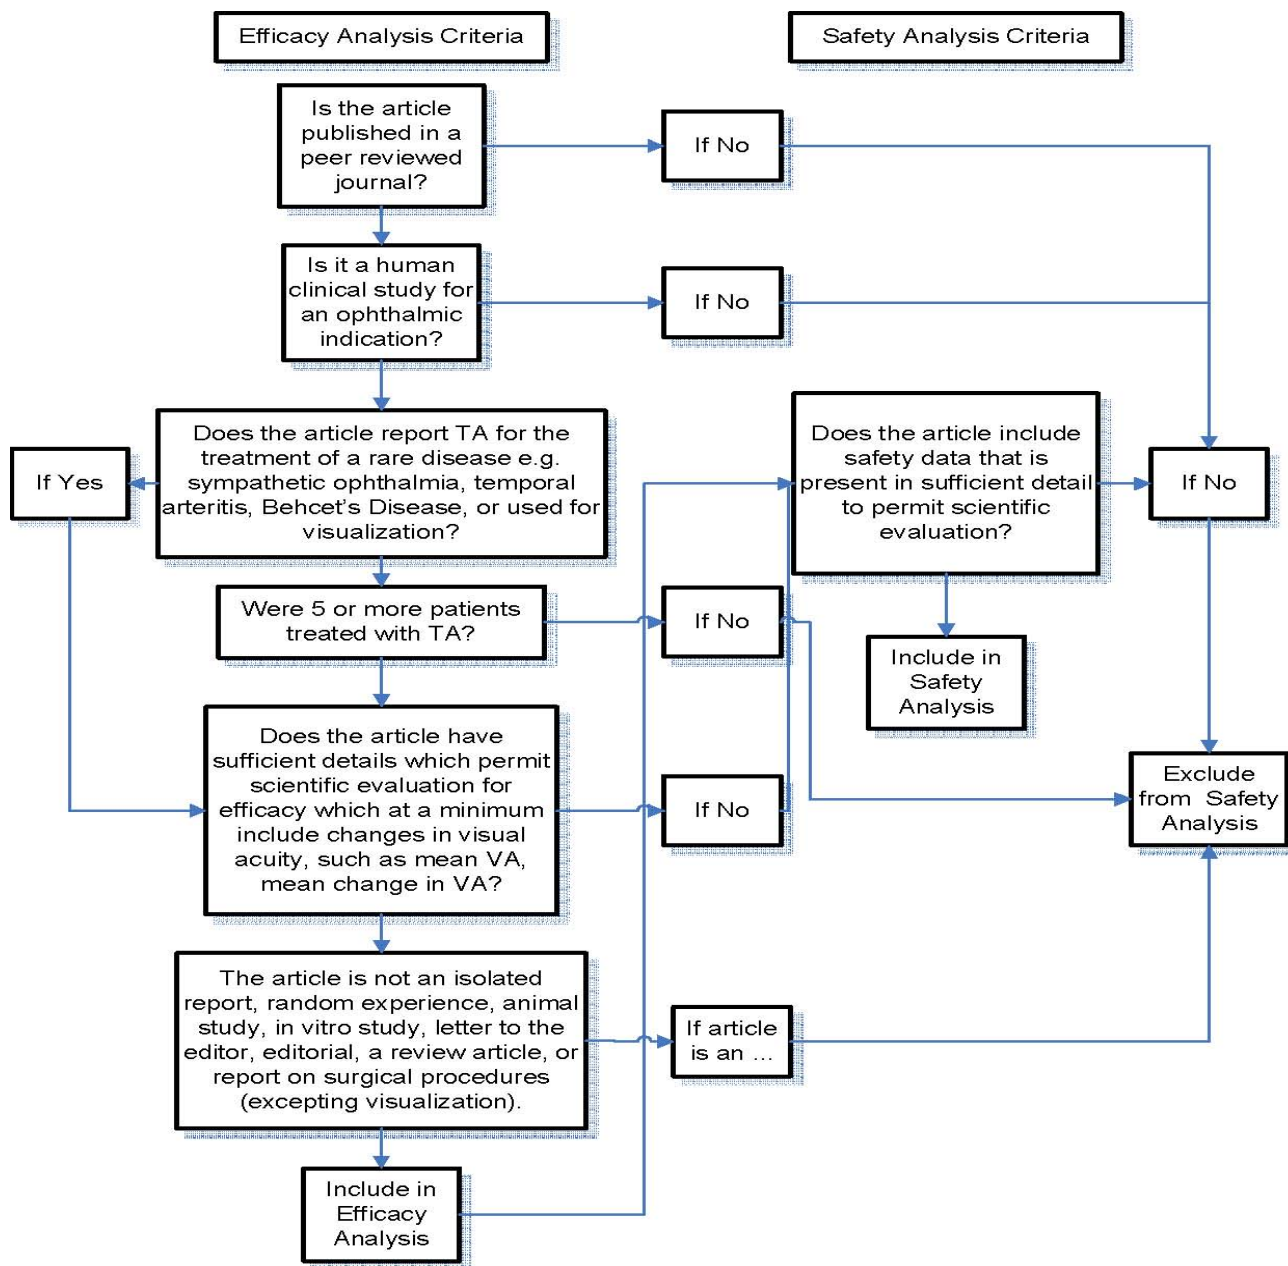 Efficacy Analysis Criteria
Safety Analysis Criteria
Is the article
published in a
peer reviewed
journal?
If No
Is it a human
clinical study for
an ophthalmic
indication?
If No
Does the article report TA for the
treatment of a rare disease e.g.
sympathetic ophthalmia, temporal
arteritis, Behcet's Disease, or used for
visualization?
If Yes
Does the article include
safety data that is
present in sufficient detail
to permit scientific
evaluation?
If No
Were 5 or more patients
treated with TA?
If No
Include in
Safety
Analysis
Does the article have
sufficient details which permit
scientific evaluation for
efficacy which at a minimum
include changes in visual
acuity, such as mean VA,
mean change in VA?
If No
Exclude
from Safety
Analysis
The article is not an isolated
report, random experience, animal
study, in vitro study, letter to the
editor, editorial, a review article, or
report on surgical procedures
(excepting visualization).
If article
is an ...
Include in
Efficacy
Analysis